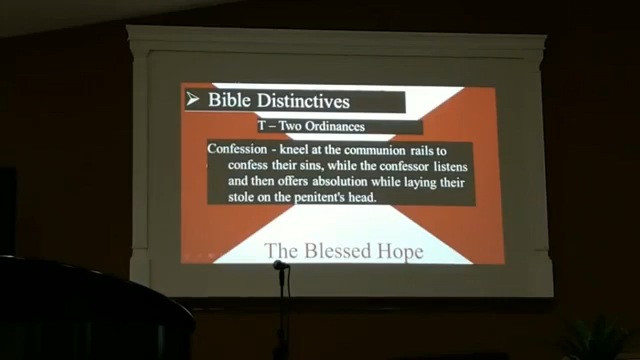 ➢ Bible Distinctives
T – Two Ordinances
Confession - kneel at the communion rails to
confess their sins, while the confessor listens
and then offers absolution while laying their
stole on the penitent's head.
The Blessed Hope